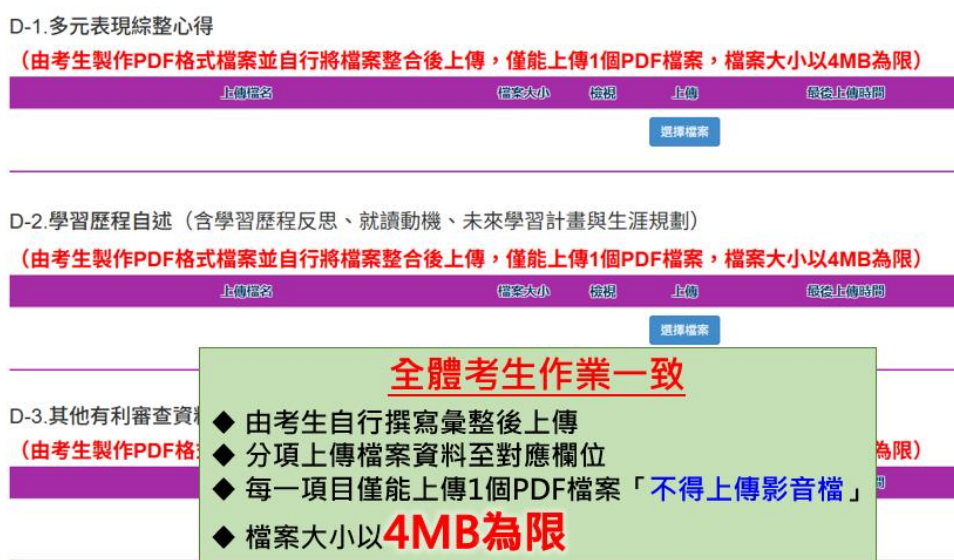 D-1.多元表現綜整心得
（由考生製作PDF格式檔案並自行將檔案整合後上傳，僅能上傳1個PDF檔案，檔案大小以4MB為限）
上傳檔名 檔案大小 檢視 上傳 最後上傳時間
選擇檔案
D-2.學習歷程自述（含學習歷程反思、就讀動機、未來學習計畫與生涯規劃）
（由考生製作PDF格式檔案並自行將檔案整合後上傳，僅能上傳1個PDF檔案，檔案大小以4MB為限）
上傳檔名 檔案大小 檢視 上傳 最後上傳時間
選擇檔案
D-3.其他有利審查資
（由考生製作PDF格
為限）
全體考生作業一致
◆ 由考生自行撰寫彙整後上傳
◆ 分項上傳檔案資料至對應欄位
◆ 每一項目僅能上傳1個PDF檔案「不得上傳影音檔」
◆ 檔案大小以4MB為限